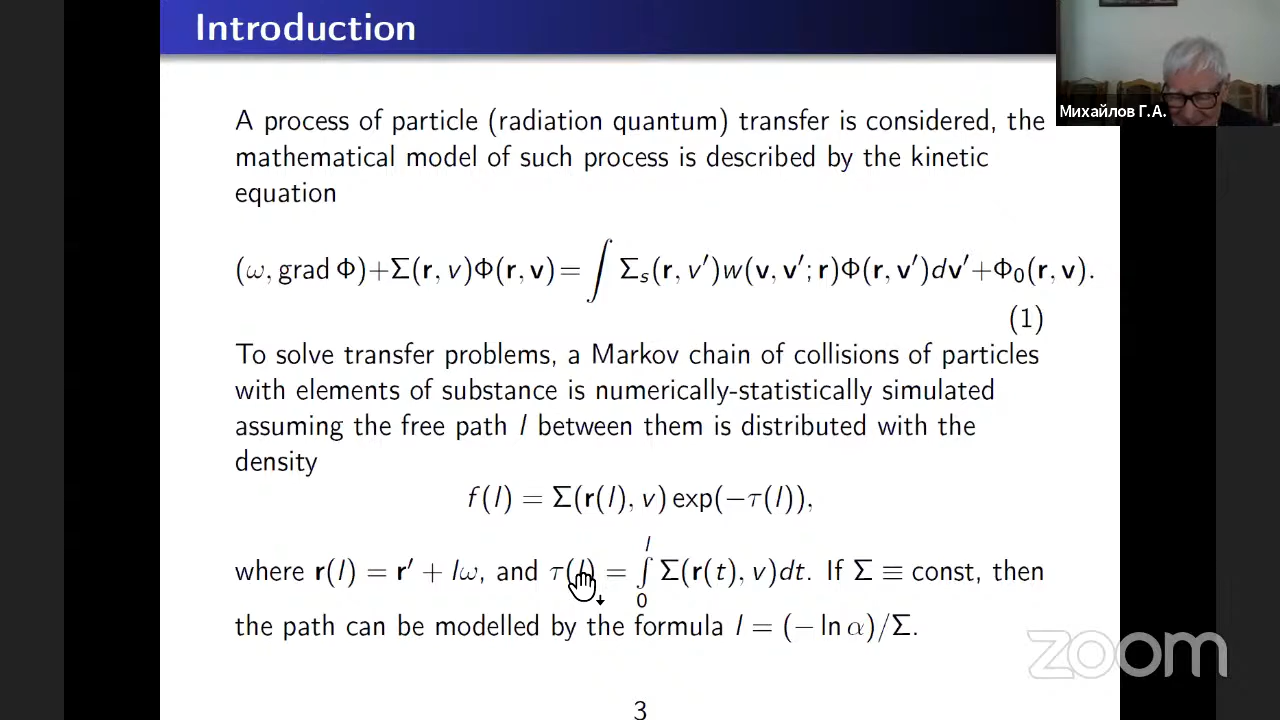 Introduction
Михайлов Г.А.
A process of particle (radiation quantum) transfer is considered, the
mathematical model of such process is described by the kinetic
equation
(ω, grad Φ)+Σ(r, v)Φ(r, v)=∫ Σₛ(r, v′)w(v, v′; r)Φ(r, v′)dv′+Φ₀(r, v).
(1)
To solve transfer problems, a Markov chain of collisions of particles
with elements of substance is numerically-statistically simulated
assuming the free path l between them is distributed with the
density
f(l) = Σ(r(l), v) exp(−τ(l)),
where r(l) = r′ + lω, and τ(l) = ∫₀ˡ Σ(r(t), v)dt. If Σ ≡ const, then
the path can be modelled by the formula l = (− ln α)/Σ.
zoom
3